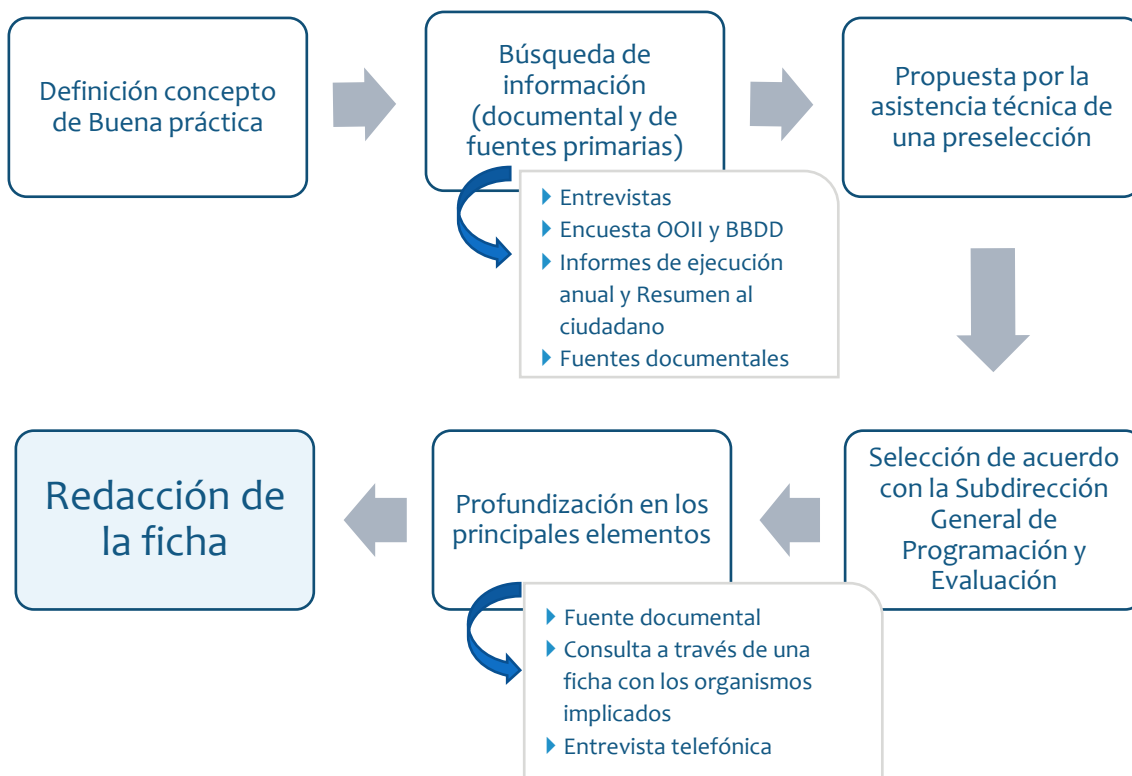 Definición concepto
de Buena práctica
Búsqueda de
información
(documental y de
fuentes primarias)
Entrevistas
Encuesta OOII y BBDD
Informes de ejecución
anual y Resumen al
ciudadano
Fuentes documentales
Propuesta por la
asistencia técnica de
una preselección
Selección de acuerdo
con la Subdirección
General de
Programación y
Evaluación
Profundización en los
principales elementos
Fuente documental
Consulta a través de una
ficha con los organismos
implicados
Entrevista telefónica
Redacción de
la ficha